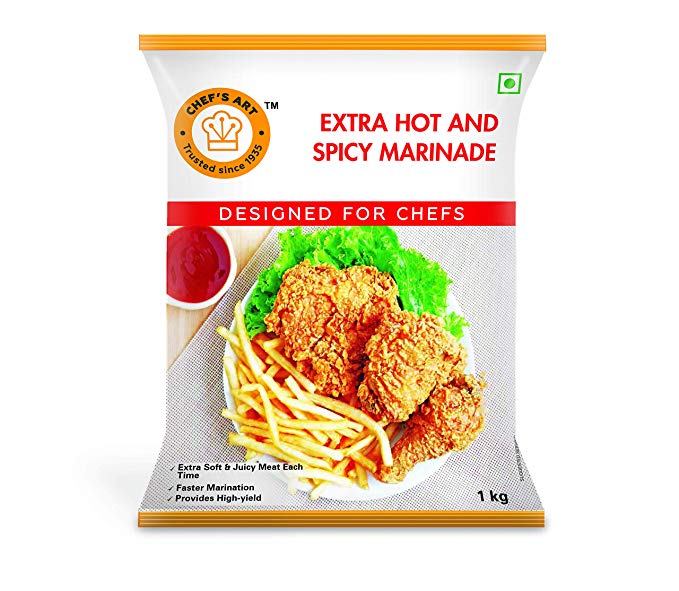 CHEF'S ART
Trusted since 1935
TM
EXTRA HOT AND
SPICY MARINADE
DESIGNED FOR CHEFS
✓ Extra Soft & Juicy Meat Each
Time
✓ Faster Marination
✓ Provides High-yield
1 kg